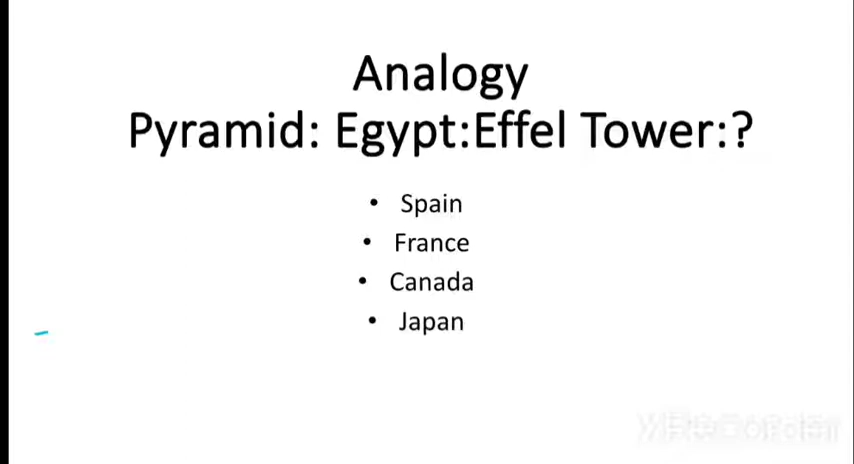 Analogy
Pyramid: Egypt:Effel Tower:?
• Spain
• France
• Canada
• Japan